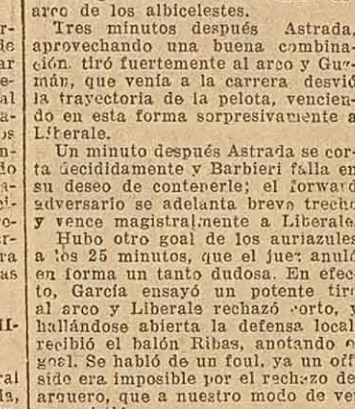 arco de los albicelestes.
Tres minutos después Astrada,
aprovechando una buena combina-
ción. tiró fuertemente al arco y Guz-
mán, que venía a la carrera desvió
la trayectoria de la pelota, vencien-
do en esta forma sorpresivamente a
Liberale.
Un minuto después Astrada se cor-
ta decididamente y Barbieri falla en
su deseo de contenerle; el forward
adversario se adelanta breve trecho
y vence magistralmente a Liberale.
Hubo otro goal de los auriazules
a los 25 minutos, que el juez anuló
en forma un tanto dudosa. En efec-
to, García ensayó un potente tiro
al arco y Liberale rechazó corto, y
hallándose abierta la defensa local
recibió el balón Ribas, anotando el
goal. Se habló de un foul, ya un off
side era imposible por el rechazo del
arquero, que a nuestro modo de ver